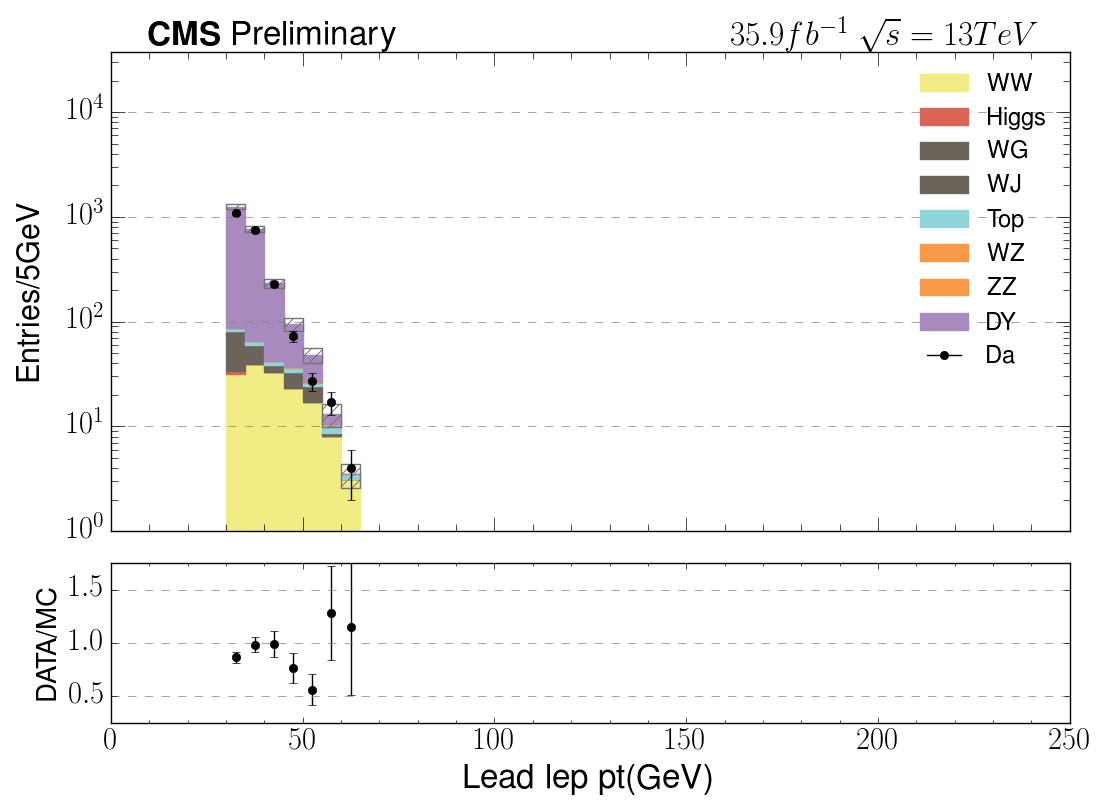 CMS Preliminary 35.9fb⁻¹ √s = 13TeV
Entries/5GeV
10⁴
10³
10²
10¹
10⁰
WW
Higgs
WG
WJ
Top
WZ
ZZ
DY
Da
DATA/MC
1.5
1.0
0.5
0 50 100 150 200 250
Lead lep pt(GeV)